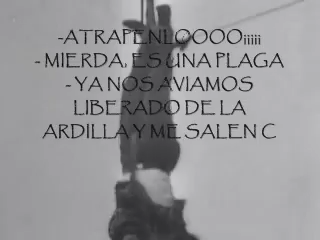 -ATRAPENLOOOO¡¡¡¡¡
- MIERDA, ES UNA PLAGA
- YA NOS AVIAMOS
LIBERADO DE LA
ARDILLA Y ME SALEN C